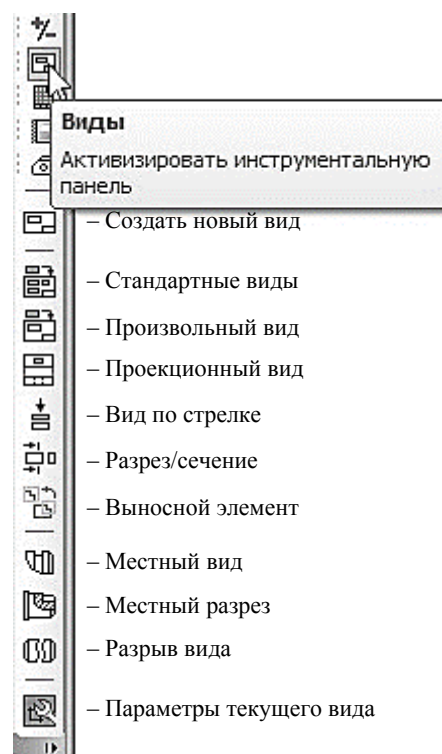 Виды
Активизировать инструментальную
панель
– Создать новый вид
– Стандартные виды
– Произвольный вид
– Проекционный вид
– Вид по стрелке
– Разрез/сечение
– Выносной элемент
– Местный вид
– Местный разрез
– Разрыв вида
– Параметры текущего вида